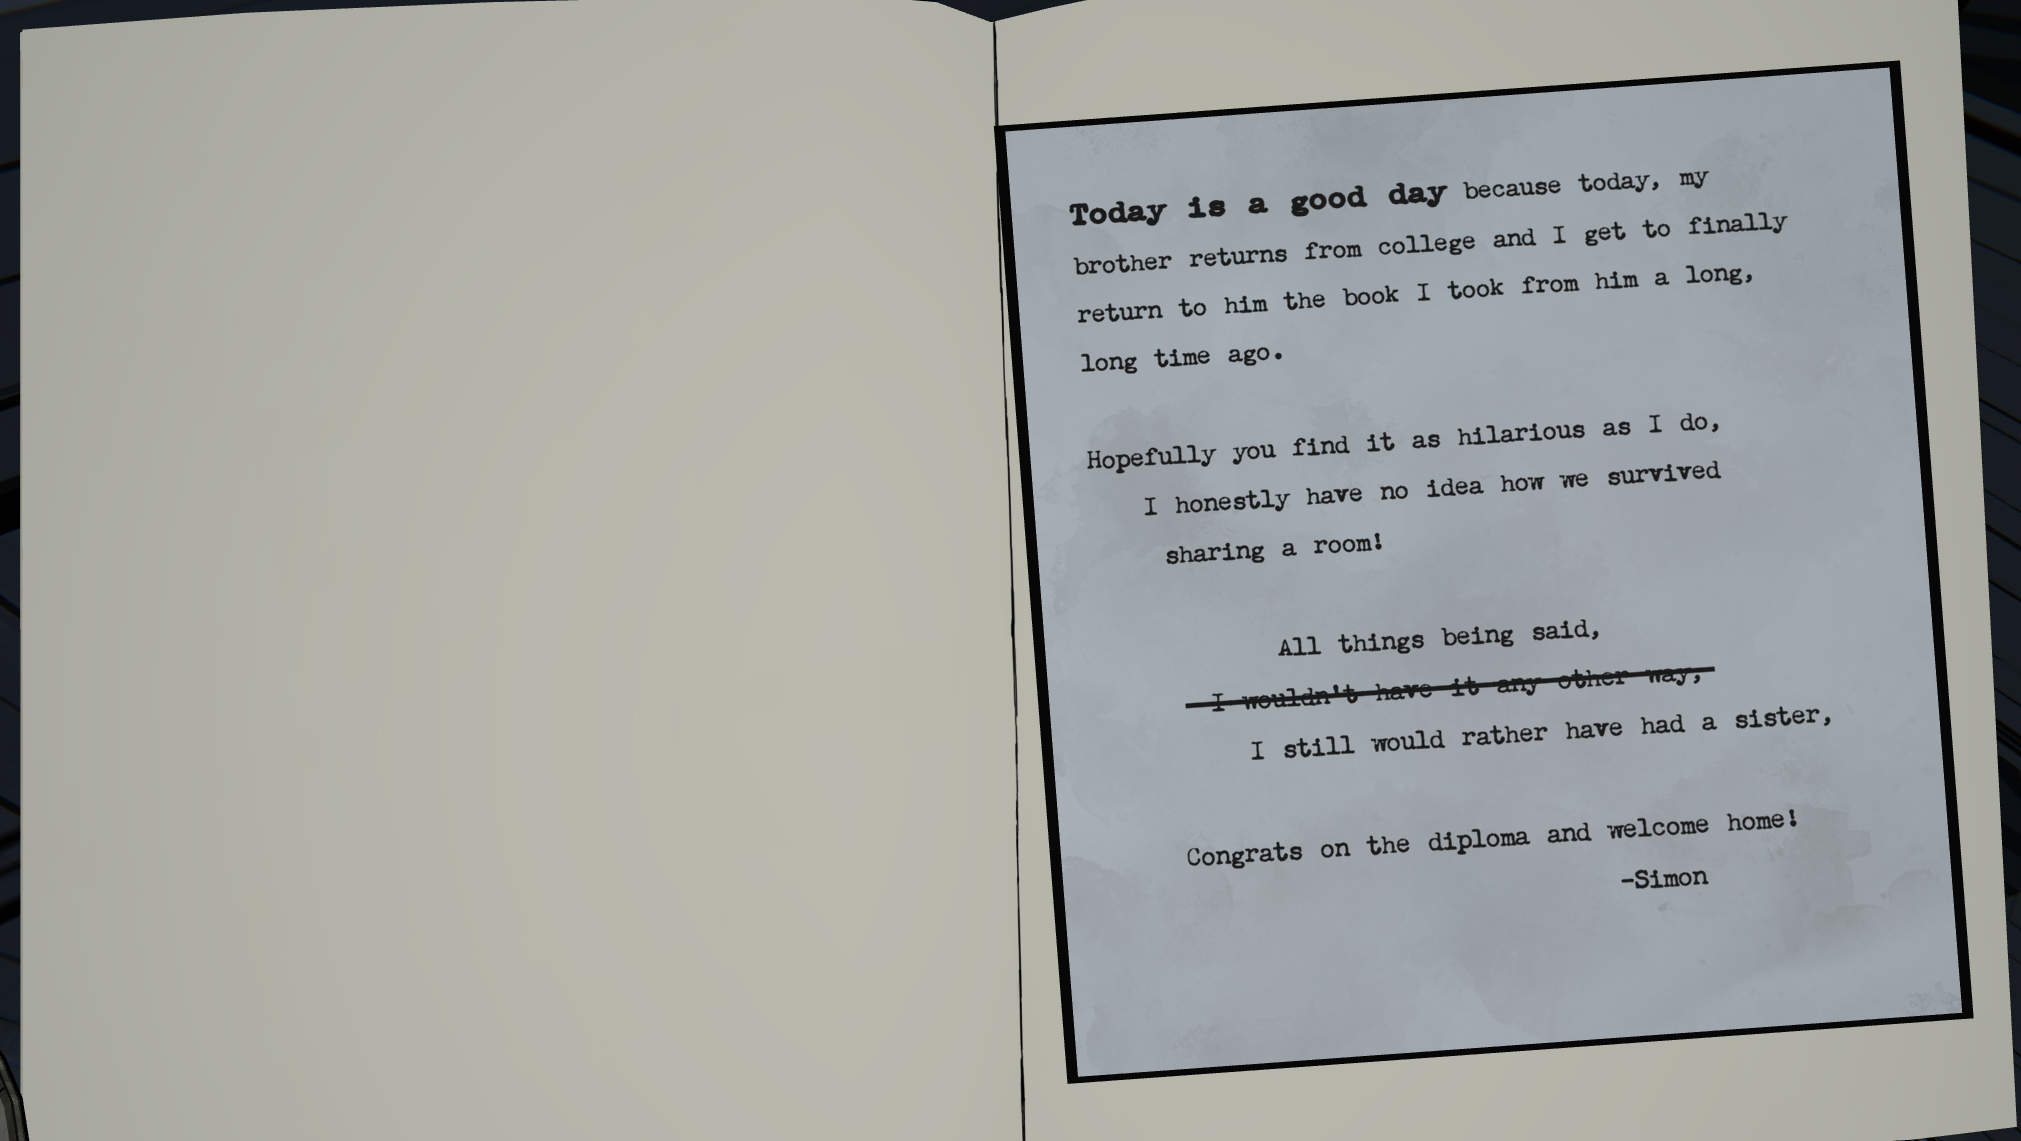 Today is a good day because today, my
brother returns from college and I get to finally
return to him the book I took from him a long,
long time ago.
Hopefully you find it as hilarious as I do,
I honestly have no idea how we survived
sharing a room!
All things being said,
I wouldn't have it any other way,
I still would rather have had a sister,
Congrats on the diploma and welcome home!
-Simon